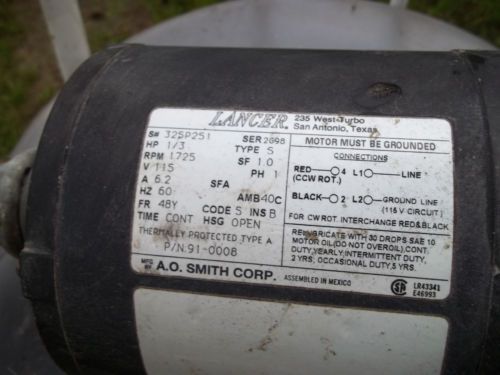 LANCER 235 West Turbo
San Antonio, Texas
S# 325P251 SER 2698
HP 1/3 TYPE S
RPM 1725 SF 1.0
V 115 PH 1
A 6.2 SFA
HZ 60 AMB 40C
FR 48Y CODE S INS B
TIME CONT HSG OPEN
THERMALLY PROTECTED TYPE A
P/N 91-0008
MOTOR MUST BE GROUNDED
CONNECTIONS
RED 4 L1 LINE
(CCW ROT.)
BLACK 2 L2 GROUND LINE
(115 V CIRCUIT)
FOR CW ROT. INTERCHANGE RED & BLACK
RELUBRICATE WITH 30 DROPS SAE 10
MOTOR OIL (DO NOT OVEROIL), CONT.
DUTY, YEARLY, INTERMITTENT DUTY,
2 YRS, OCCASIONAL DUTY, 5 YRS.
MFG BY A.O. SMITH CORP. ASSEMBLED IN MEXICO
LR43341
E46993